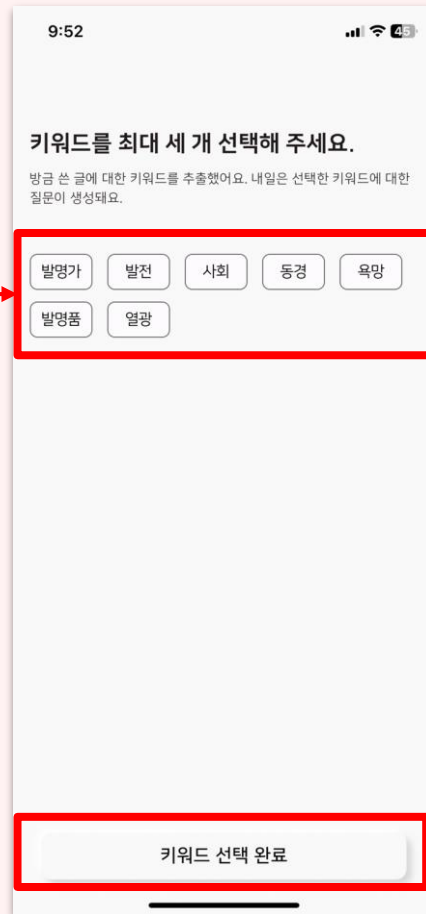 9:52
45
키워드를 최대 세 개 선택해 주세요.
방금 쓴 글에 대한 키워드를 추출했어요. 내일은 선택한 키워드에 대한
질문이 생성돼요.
발명가 발전 사회 동경 욕망
발명품 열광
키워드 선택 완료